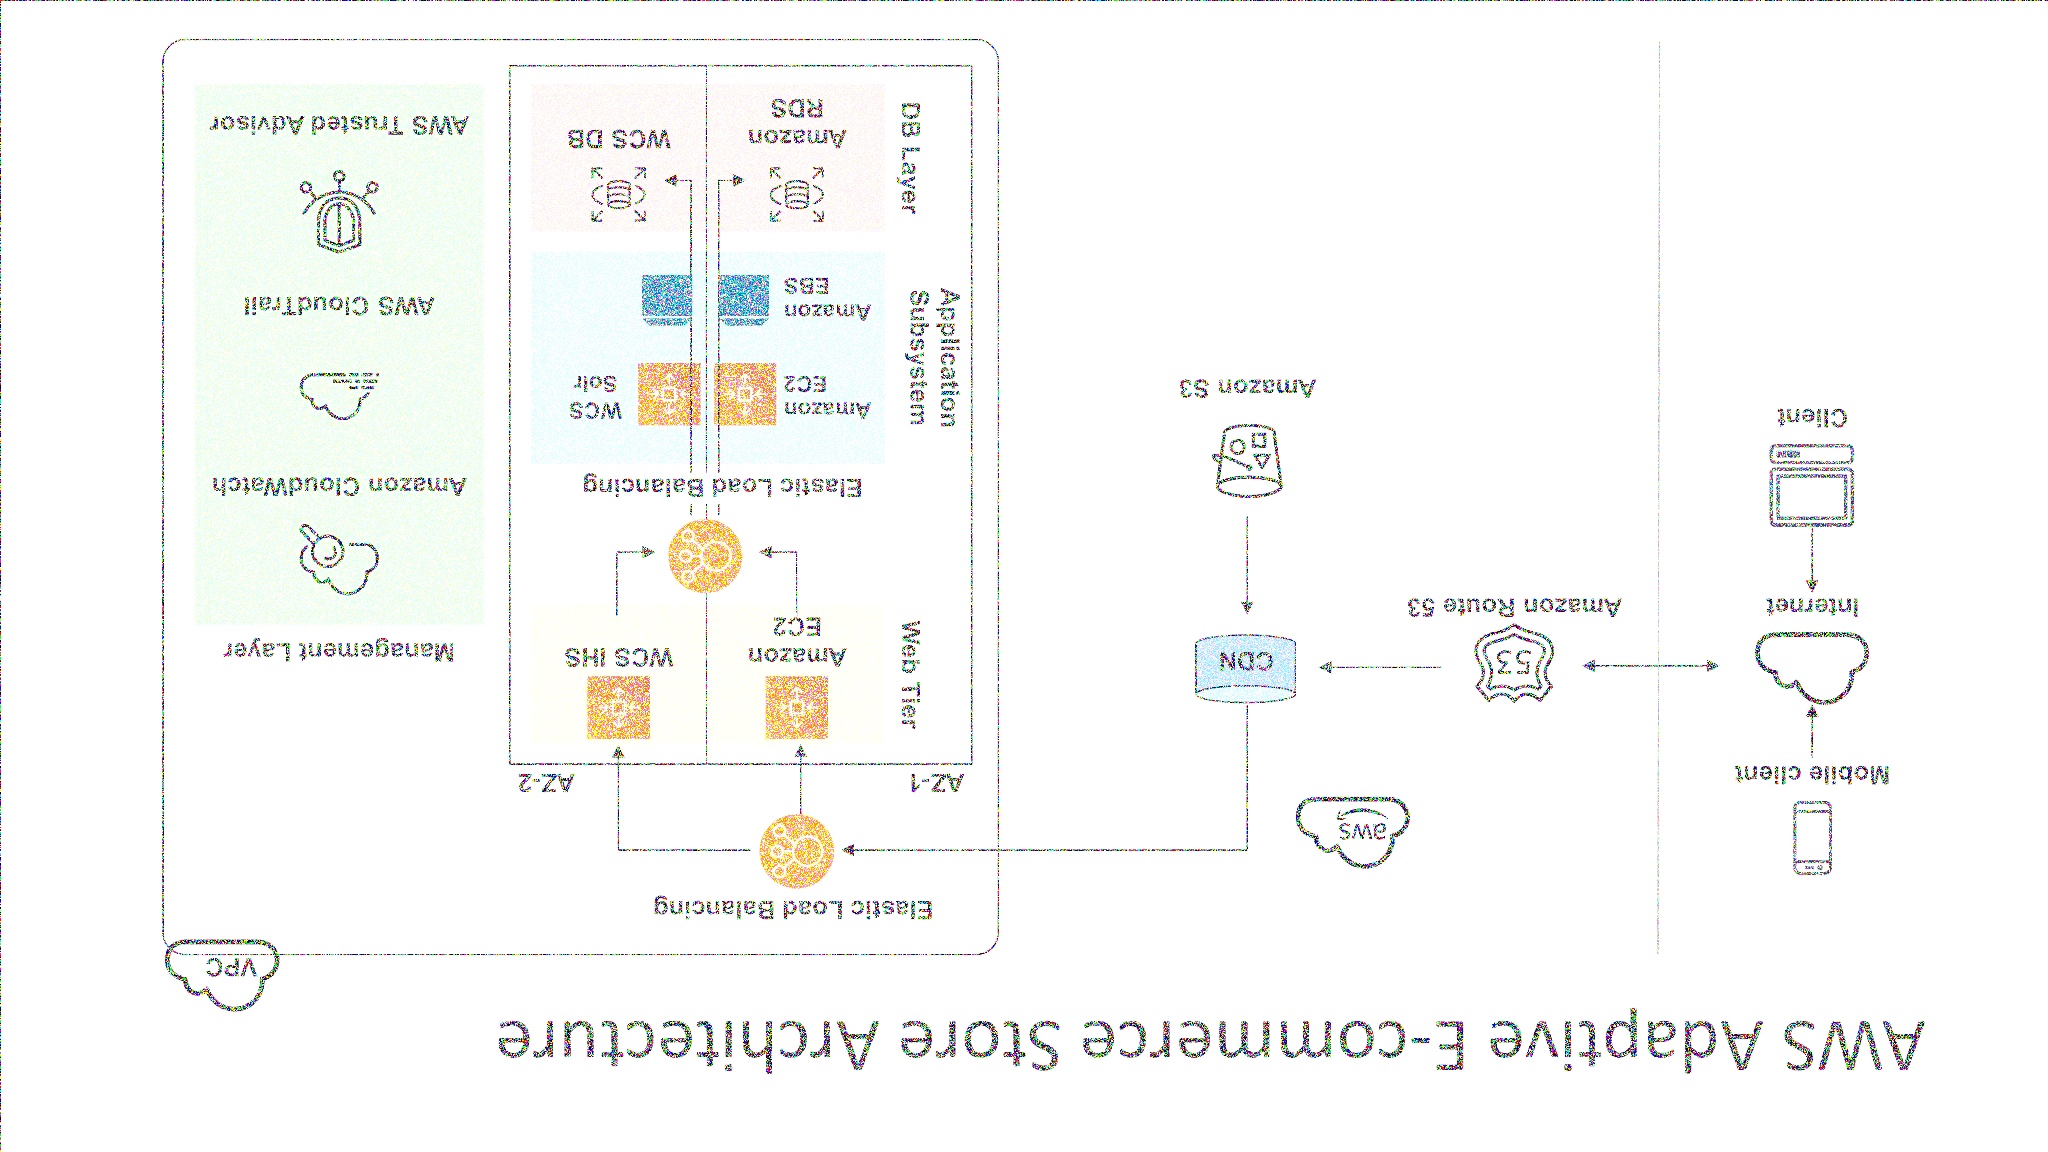 AWS Adaptive E-commerce Store Architecture
Mobile client
Internet
Client
aws
53
Amazon Route 53
CDN
Amazon S3
VPC
Elastic Load Balancing
AZ-1
AZ-2
Web Tier
Amazon
EC2
WCS IHS
Elastic Load Balancing
Application
Subsystem
Amazon
EC2
WCS
Solr
Amazon
EBS
DB Layer
Amazon
RDS
WCS DB
Management Layer
Amazon CloudWatch
AWS CloudTrail
AWS Trusted Advisor